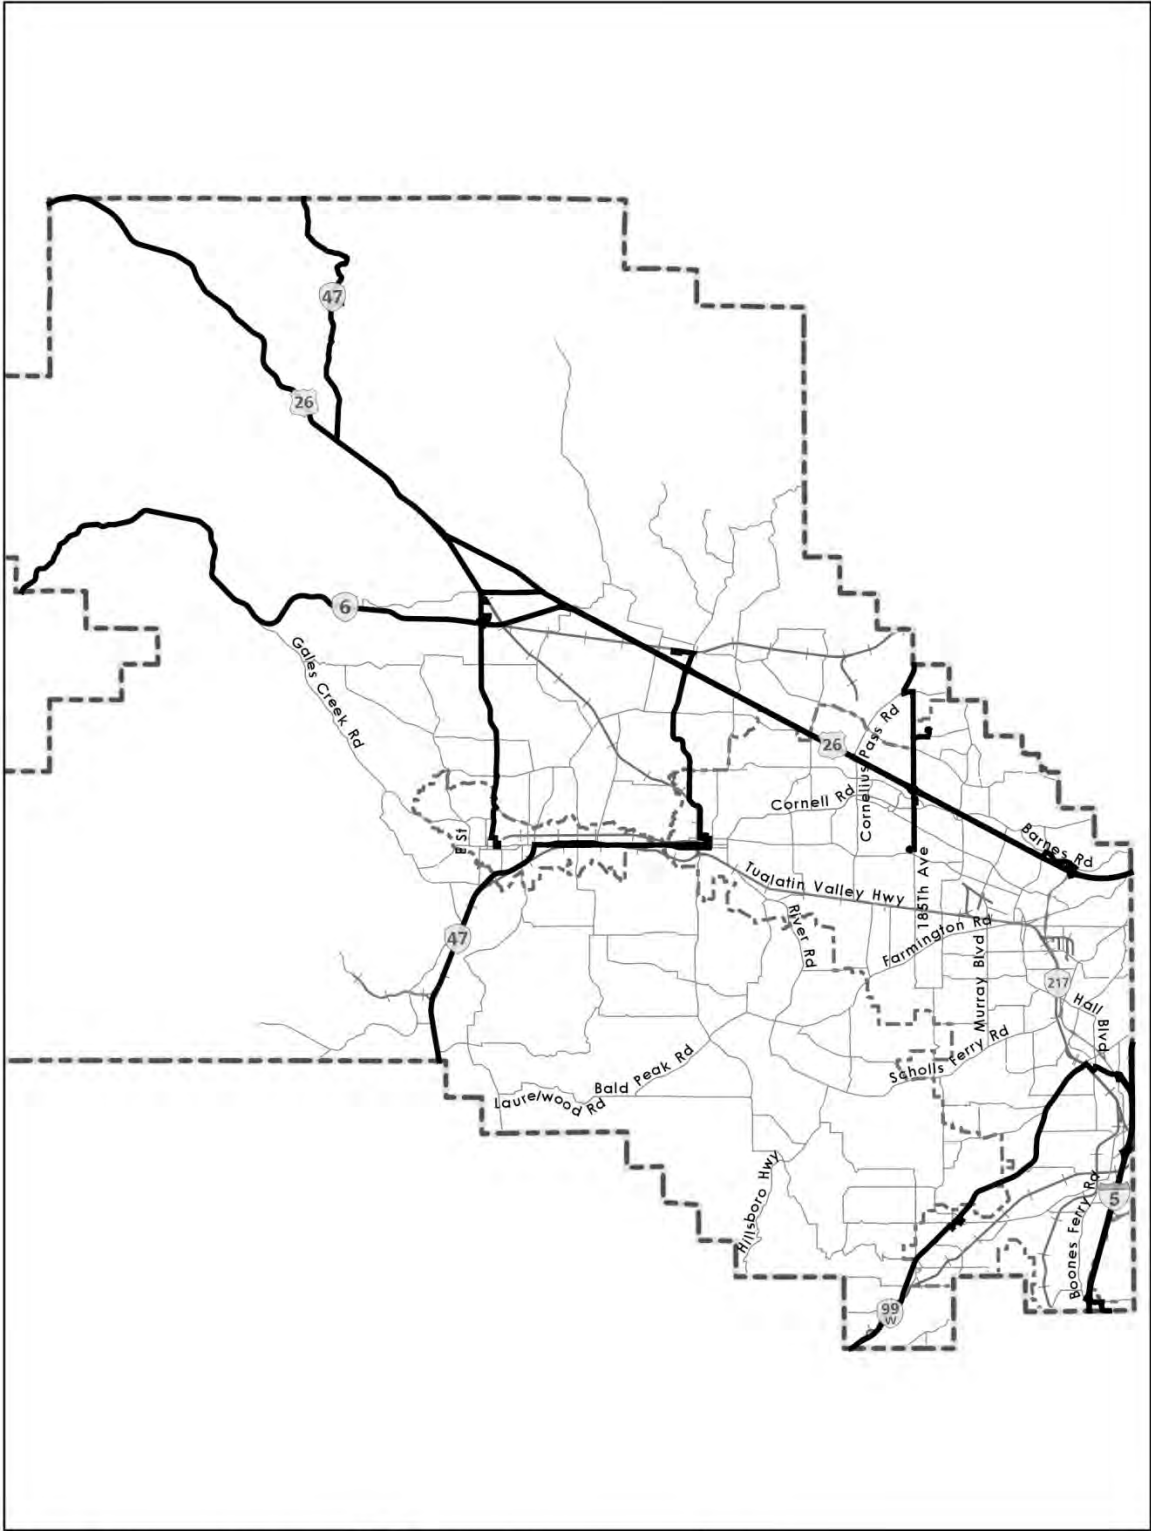 47
26
6
Gales Creek Rd
26
Cornelius Pass Rd
Cornell Rd
E St
Barnes Rd
Tualatin Valley Hwy
185Th Ave
River Rd
Farmington Rd
47
Murray Blvd
217
Hall Blvd
Scholls Ferry Rd
Bald Peak Rd
Laurelwood Rd
Hillsboro Hwy
Boones Ferry Rd
5
99
W